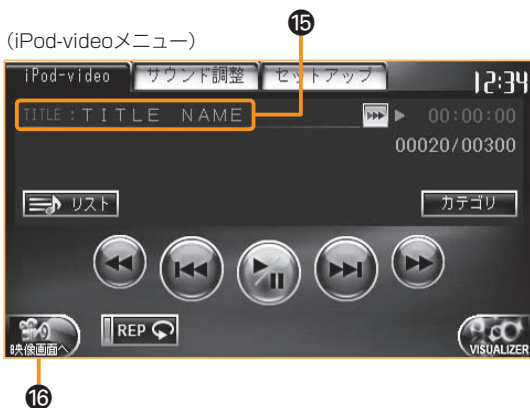 ⑮
(iPod-videoメニュー)
iPod-video サウンド調整 セットアップ 12:34
TITLE:TITLE NAME 00:00:00
00020/00300
リスト カテゴリ
REP
映像画面へ VISUALIZER
⑯